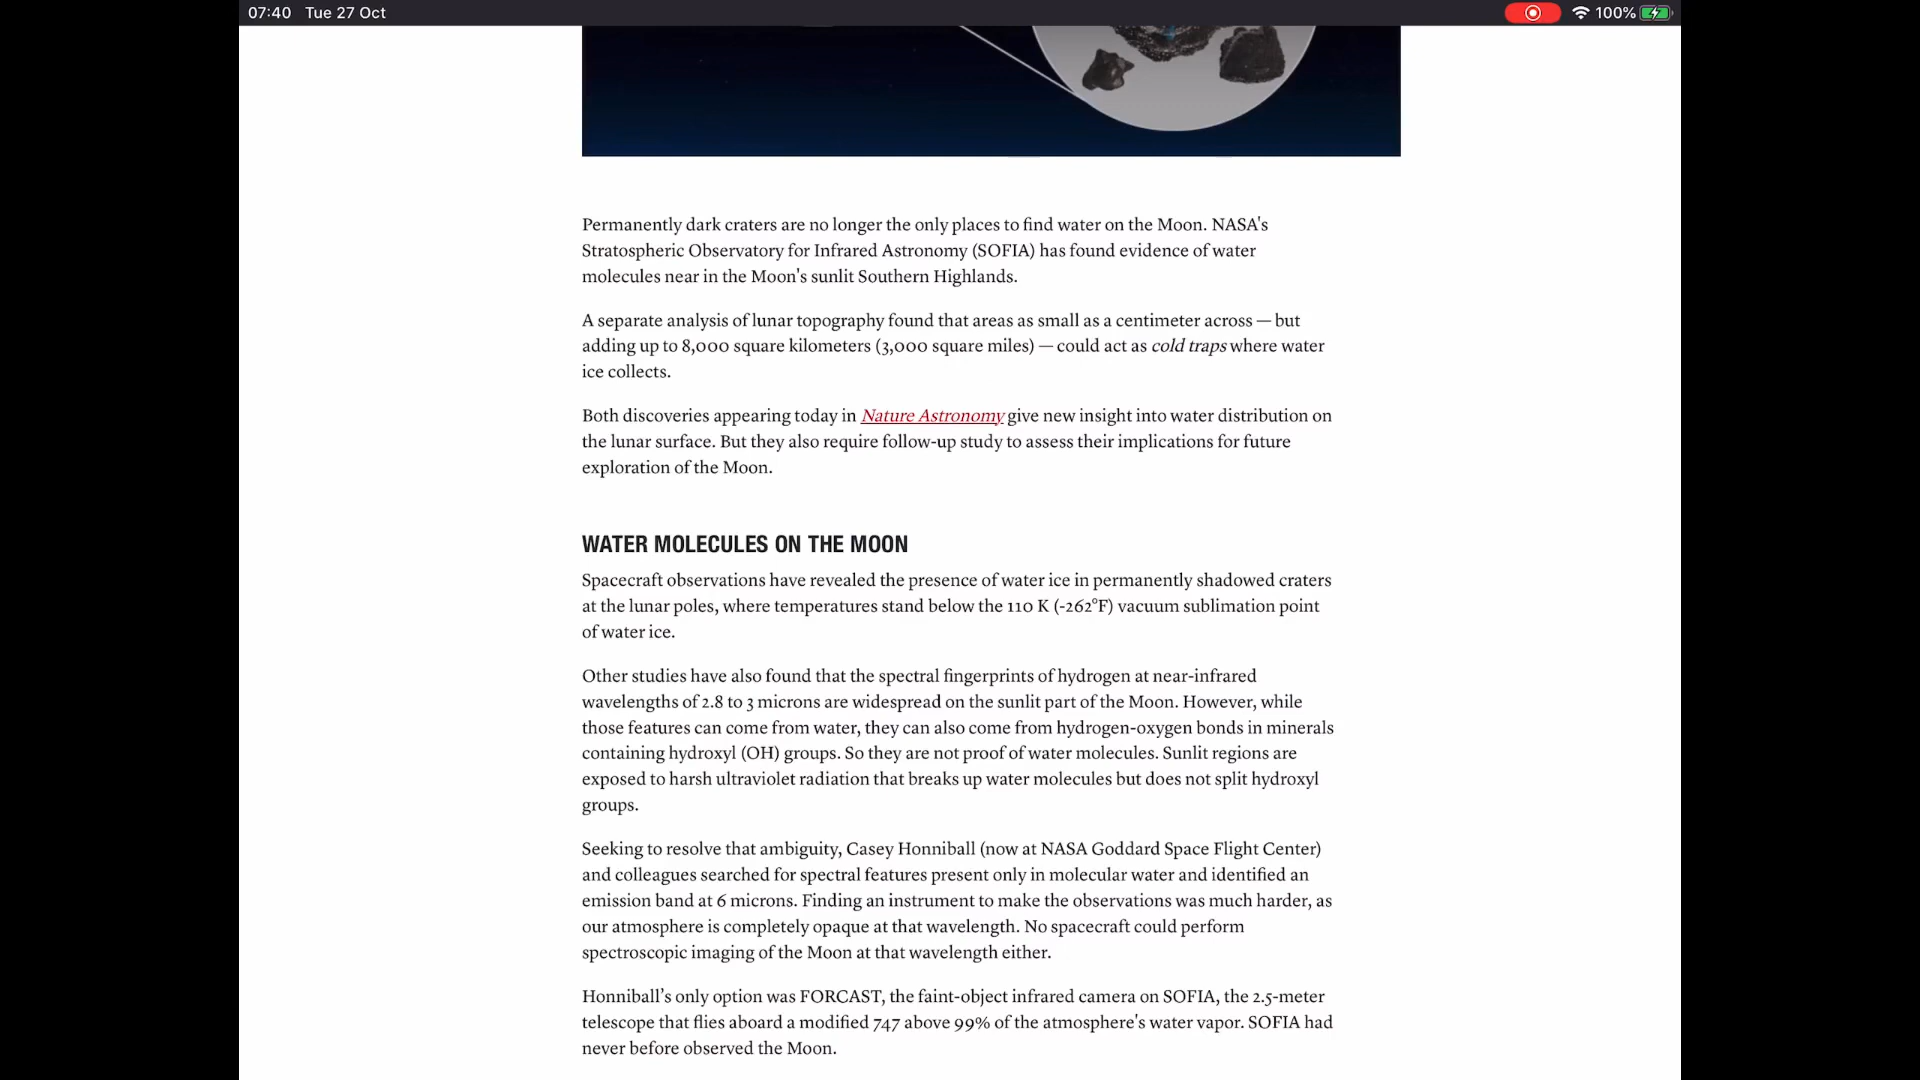 07:40 Tue 27 Oct 100%
Permanently dark craters are no longer the only places to find water on the Moon. NASA's
Stratospheric Observatory for Infrared Astronomy (SOFIA) has found evidence of water
molecules near in the Moon's sunlit Southern Highlands.
A separate analysis of lunar topography found that areas as small as a centimeter across — but
adding up to 8,000 square kilometers (3,000 square miles) — could act as cold traps where water
ice collects.
Both discoveries appearing today in Nature Astronomy give new insight into water distribution on
the lunar surface. But they also require follow-up study to assess their implications for future
exploration of the Moon.
WATER MOLECULES ON THE MOON
Spacecraft observations have revealed the presence of water ice in permanently shadowed craters
at the lunar poles, where temperatures stand below the 110 K (-262°F) vacuum sublimation point
of water ice.
Other studies have also found that the spectral fingerprints of hydrogen at near-infrared
wavelengths of 2.8 to 3 microns are widespread on the sunlit part of the Moon. However, while
those features can come from water, they can also come from hydrogen-oxygen bonds in minerals
containing hydroxyl (OH) groups. So they are not proof of water molecules. Sunlit regions are
exposed to harsh ultraviolet radiation that breaks up water molecules but does not split hydroxyl
groups.
Seeking to resolve that ambiguity, Casey Honniball (now at NASA Goddard Space Flight Center)
and colleagues searched for spectral features present only in molecular water and identified an
emission band at 6 microns. Finding an instrument to make the observations was much harder, as
our atmosphere is completely opaque at that wavelength. No spacecraft could perform
spectroscopic imaging of the Moon at that wavelength either.
Honniball’s only option was FORCAST, the faint-object infrared camera on SOFIA, the 2.5-meter
telescope that flies aboard a modified 747 above 99% of the atmosphere's water vapor. SOFIA had
never before observed the Moon.